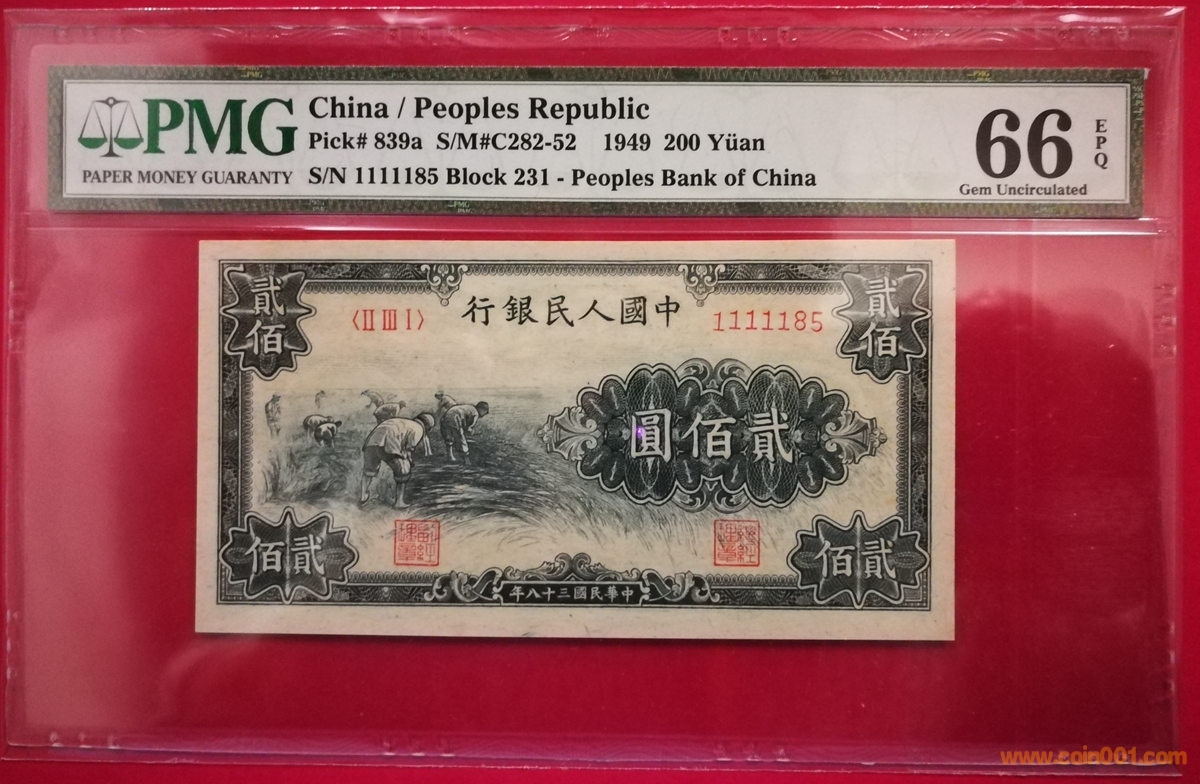 PMG
PAPER MONEY GUARANTY
China / Peoples Republic
Pick# 839a S/M#C282-52 1949 200 Yüan
S/N 1111185 Block 231 - Peoples Bank of China
66
EPQ
Gem Uncirculated
貳佰
行銀民人國中
貳佰
〈II III I〉
1111185
圓佰貳
佰貳
佰貳
年八十三國民華中
www.coin001.com